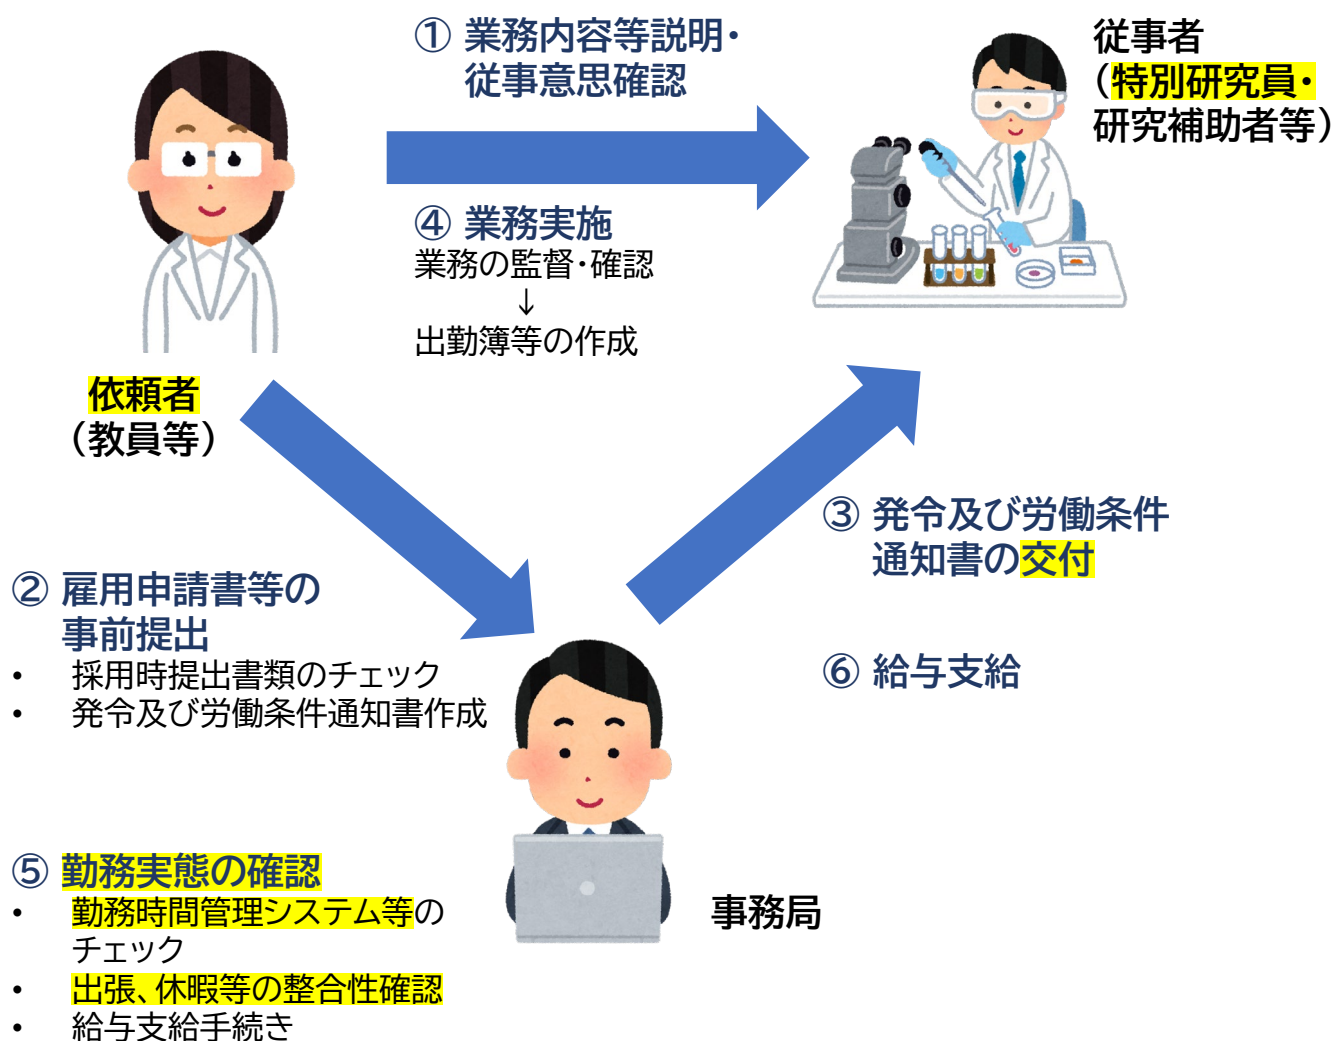 ① 業務内容等説明・
従事意思確認
従事者
（特別研究員・
研究補助者等）
④ 業務実施
業務の監督・確認
↓
出勤簿等の作成
依頼者
（教員等）
③ 発令及び労働条件
通知書の交付
② 雇用申請書等の
事前提出
• 採用時提出書類のチェック
• 発令及び労働条件通知書作成
⑥ 給与支給
⑤ 勤務実態の確認
• 勤務時間管理システム等の
チェック
• 出張、休暇等の整合性確認
• 給与支給手続き
事務局